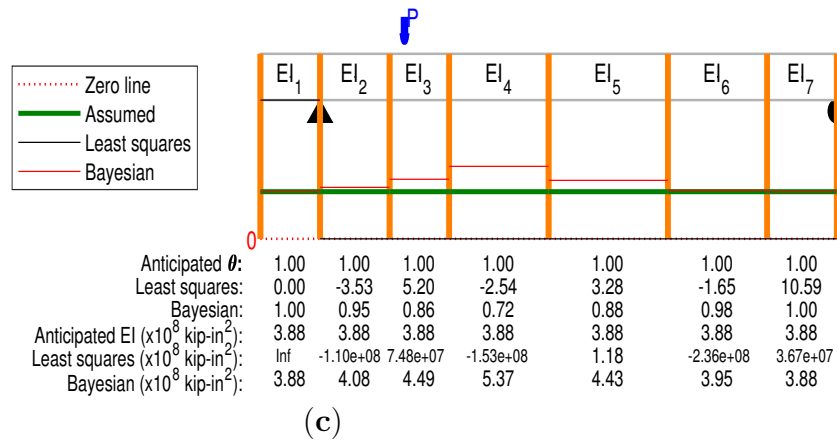 P
EI1 EI2 EI3 EI4 EI5 EI6 EI7
Zero line
Assumed
Least squares
Bayesian
0
Anticipated θ: 1.00 1.00 1.00 1.00 1.00 1.00 1.00
Least squares: 0.00 -3.53 5.20 -2.54 3.28 -1.65 10.59
Bayesian: 1.00 0.95 0.86 0.72 0.88 0.98 1.00
Anticipated EI (x10^8 kip-in^2): 3.88 3.88 3.88 3.88 3.88 3.88 3.88
Least squares (x10^8 kip-in^2): Inf -1.10e+08 7.48e+07 -1.53e+08 1.18 -2.36e+08 3.67e+07
Bayesian (x10^8 kip-in^2): 3.88 4.08 4.49 5.37 4.43 3.95 3.88
(c)